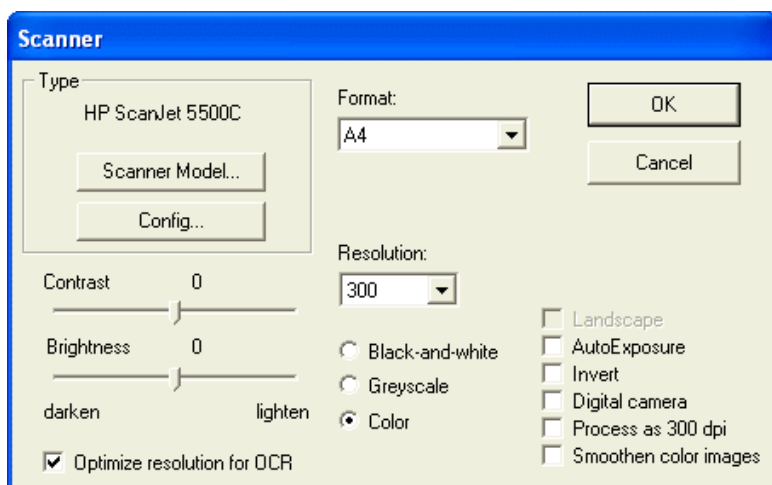 Scanner
Type
HP ScanJet 5500C
Scanner Model...
Config...
Contrast 0
Brightness 0
darken lighten
Optimize resolution for OCR
Format:
A4
Resolution:
300
Black-and-white
Greyscale
Color
OK
Cancel
Landscape
AutoExposure
Invert
Digital camera
Process as 300 dpi
Smoothen color images